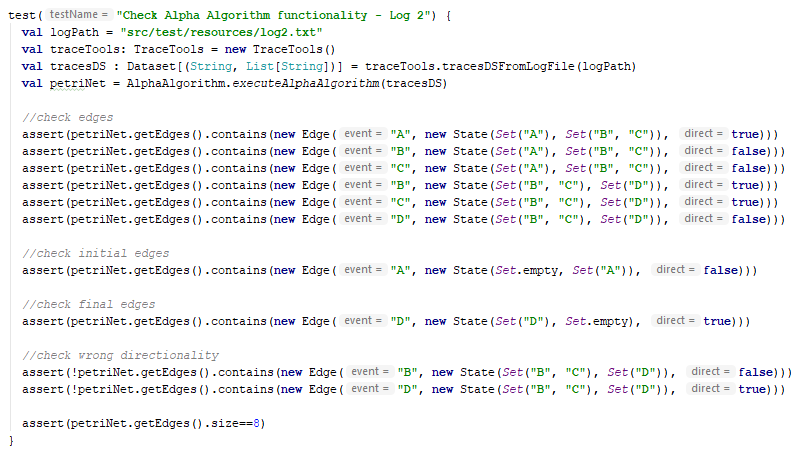 test( testName = "Check Alpha Algorithm functionality - Log 2") {
  val logPath = "src/test/resources/log2.txt"
  val traceTools: TraceTools = new TraceTools()
  val tracesDS : Dataset[(String, List[String])] = traceTools.tracesDSFromLogFile(logPath)
  val petriNet = AlphaAlgorithm.executeAlphaAlgorithm(tracesDS)

  //check edges
  assert(petriNet.getEdges().contains(new Edge( event = "A", new State(Set("A"), Set("B", "C")), direct = true)))
  assert(petriNet.getEdges().contains(new Edge( event = "B", new State(Set("A"), Set("B", "C")), direct = false)))
  assert(petriNet.getEdges().contains(new Edge( event = "C", new State(Set("A"), Set("B", "C")), direct = false)))
  assert(petriNet.getEdges().contains(new Edge( event = "B", new State(Set("B", "C"), Set("D")), direct = true)))
  assert(petriNet.getEdges().contains(new Edge( event = "C", new State(Set("B", "C"), Set("D")), direct = true)))
  assert(petriNet.getEdges().contains(new Edge( event = "D", new State(Set("B", "C"), Set("D")), direct = false)))

  //check initial edges
  assert(petriNet.getEdges().contains(new Edge( event = "A", new State(Set.empty, Set("A")), direct = false)))

  //check final edges
  assert(petriNet.getEdges().contains(new Edge( event = "D", new State(Set("D"), Set.empty), direct = true)))

  //check wrong directionality
  assert(!petriNet.getEdges().contains(new Edge( event = "B", new State(Set("B", "C"), Set("D")), direct = false)))
  assert(!petriNet.getEdges().contains(new Edge( event = "D", new State(Set("B", "C"), Set("D")), direct = true)))

  assert(petriNet.getEdges().size==8)
}